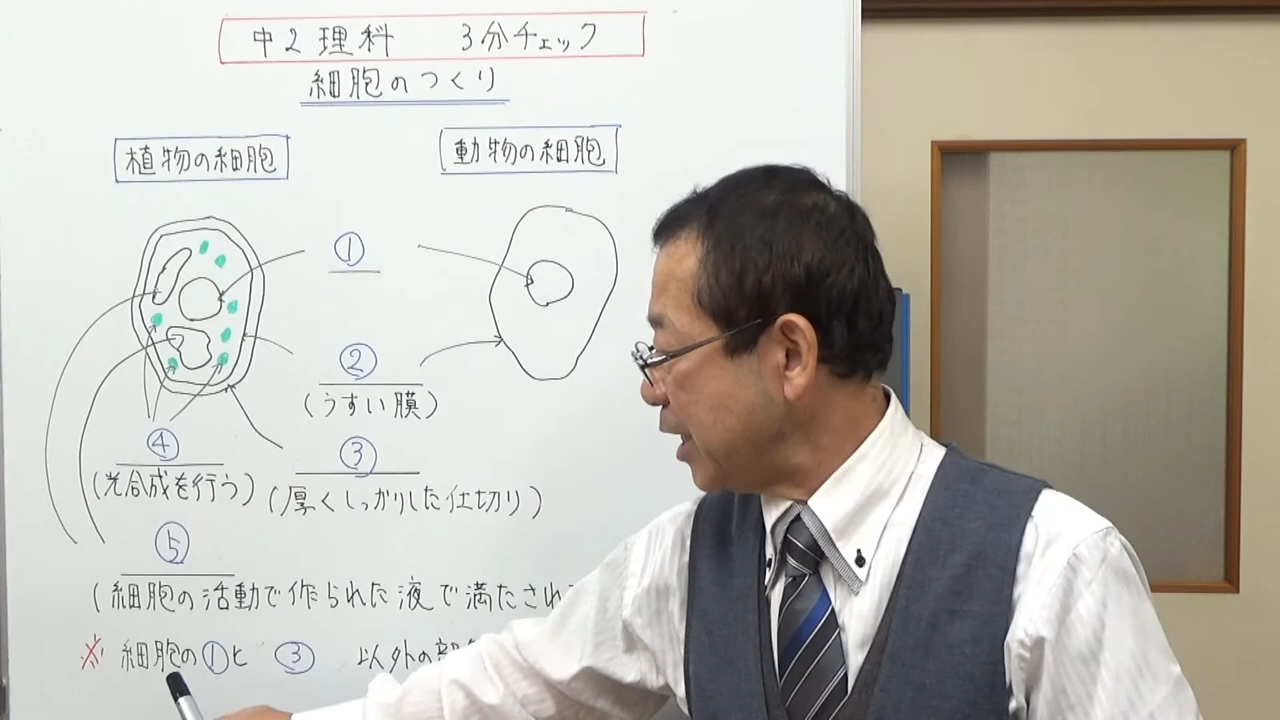 中2理科 3分チェック
細胞のつくり
植物の細胞 動物の細胞
①
②
(うすい膜)
④
(光合成を行う)
③
(厚くしっかりした仕切り)
⑤
(細胞の活動で作られた液で満たされ
※ 細胞の①と ③ 以外の部